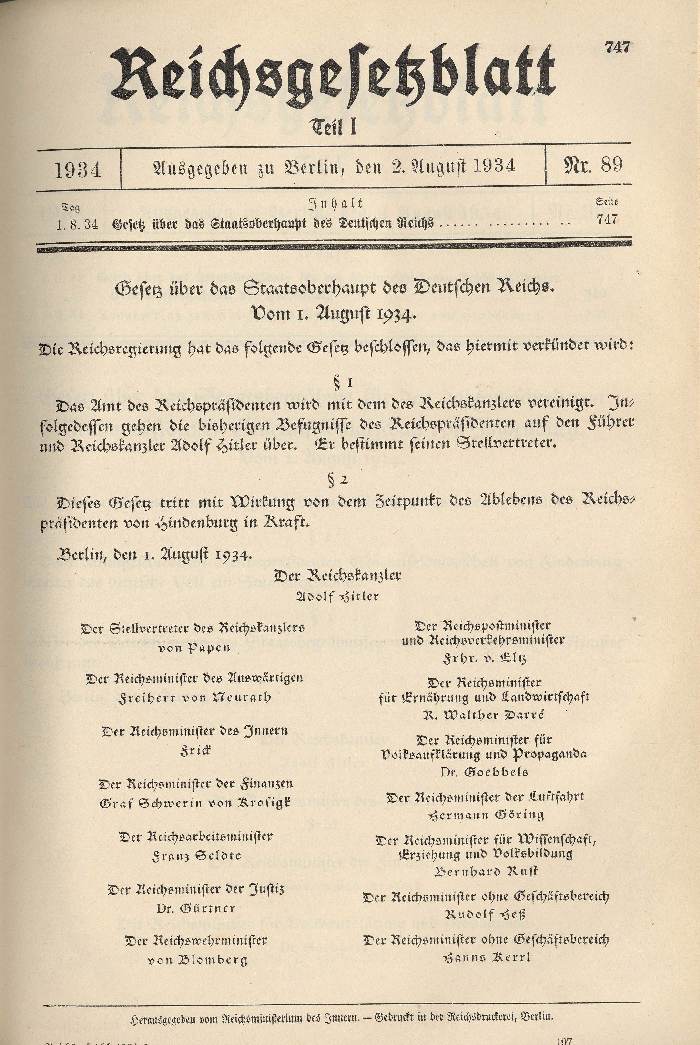 747
Reichsgesetzblatt
Teil I
1934 Ausgegeben zu Berlin, den 2. August 1934 Nr. 89
Tag Inhalt Seite
1. 8. 34 Gesetz über das Staatsoberhaupt des Deutschen Reichs 747
Gesetz über das Staatsoberhaupt des Deutschen Reichs.
Vom 1. August 1934.
Die Reichsregierung hat das folgende Gesetz beschlossen, das hiermit verkündet wird:
§ 1
Das Amt des Reichspräsidenten wird mit dem des Reichskanzlers vereinigt. In-
folgedessen gehen die bisherigen Befugnisse des Reichspräsidenten auf den Führer
und Reichskanzler Adolf Hitler über. Er bestimmt seinen Stellvertreter.
§ 2
Dieses Gesetz tritt mit Wirkung von dem Zeitpunkt des Ablebens des Reichs-
präsidenten von Hindenburg in Kraft.
Berlin, den 1. August 1934.
Der Reichskanzler
Adolf Hitler
Der Stellvertreter des Reichskanzlers
von Papen
Der Reichsminister des Auswärtigen
Freiherr von Neurath
Der Reichsminister des Innern
Frick
Der Reichsminister der Finanzen
Graf Schwerin von Krosigk
Der Reichsarbeitsminister
Franz Seldte
Der Reichsminister der Justiz
Dr. Gürtner
Der Reichswehrminister
von Blomberg
Der Reichspostminister
und Reichsverkehrsminister
Frhr. v. Eltz
Der Reichsminister
für Ernährung und Landwirtschaft
R. Walther Darré
Der Reichsminister für
Volksaufklärung und Propaganda
Dr. Goebbels
Der Reichsminister der Luftfahrt
Hermann Göring
Der Reichsminister für Wissenschaft,
Erziehung und Volksbildung
Bernhard Rust
Der Reichsminister ohne Geschäftsbereich
Rudolf Heß
Der Reichsminister ohne Geschäftsbereich
Hanns Kerrl
Herausgegeben vom Reichsministerium des Innern. — Gedruckt in der Reichsdruckerei, Berlin.
107